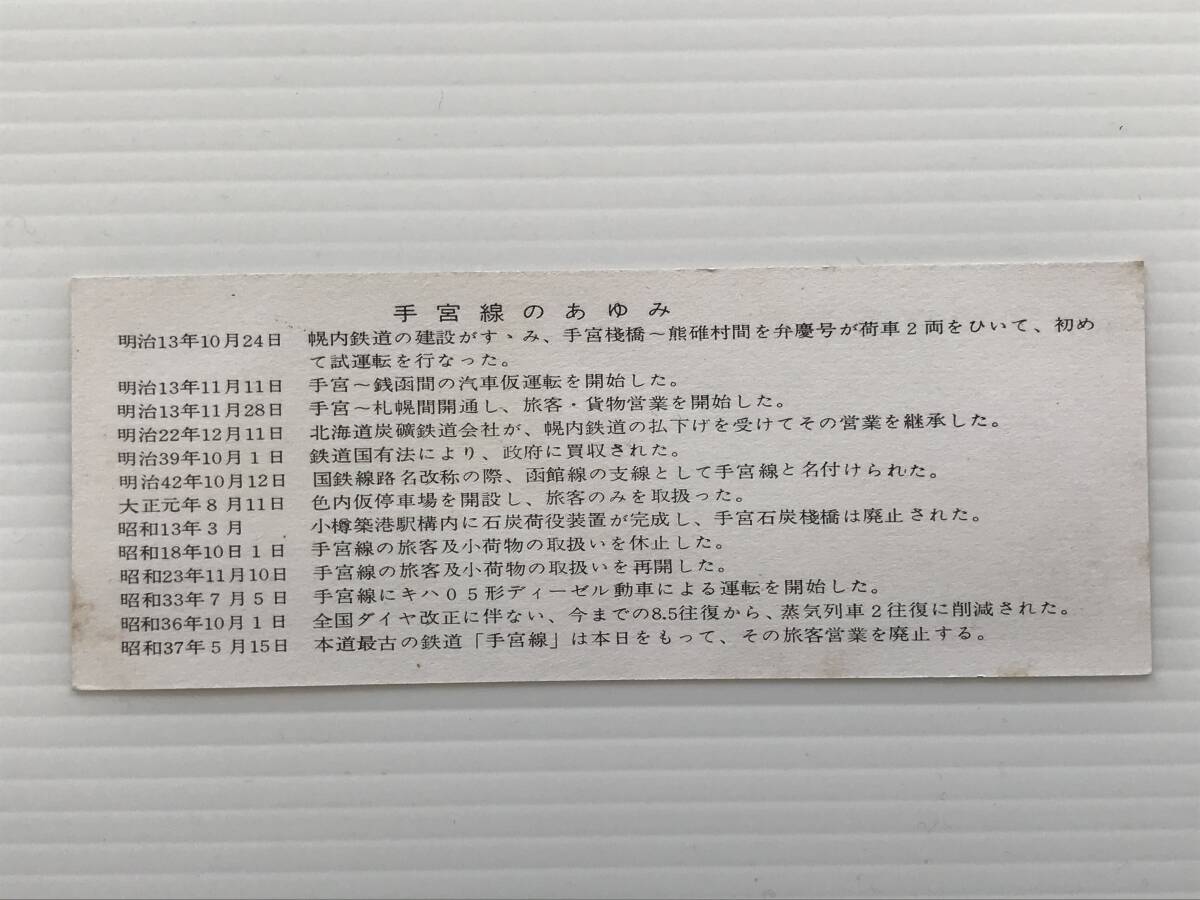 手宮線のあゆみ
明治13年10月24日 幌内鉄道の建設がすゝみ、手宮棧橋～熊碓村間を弁慶号が荷車2両をひいて、初め
て試運転を行なった。
明治13年11月11日 手宮～銭函間の汽車仮運転を開始した。
明治13年11月28日 手宮～札幌間開通し、旅客・貨物営業を開始した。
明治22年12月11日 北海道炭礦鉄道会社が、幌内鉄道の払下げを受けてその営業を継承した。
明治39年10月1日 鉄道国有法により、政府に買収された。
明治42年10月12日 国鉄線路名改称の際、函館線の支線として手宮線と名付けられた。
大正元年8月11日 色内仮停車場を開設し、旅客のみを取扱った。
昭和13年3月 小樽築港駅構内に石炭荷役装置が完成し、手宮石炭棧橋は廃止された。
昭和18年10日1日 手宮線の旅客及小荷物の取扱いを休止した。
昭和23年11月10日 手宮線の旅客及小荷物の取扱いを再開した。
昭和33年7月5日 手宮線にキハ05形ディーゼル動車による運転を開始した。
昭和36年10月1日 全国ダイヤ改正に伴ない、今までの8.5往復から、蒸気列車2往復に削減された。
昭和37年5月15日 本道最古の鉄道「手宮線」は本日をもって、その旅客営業を廃止する。